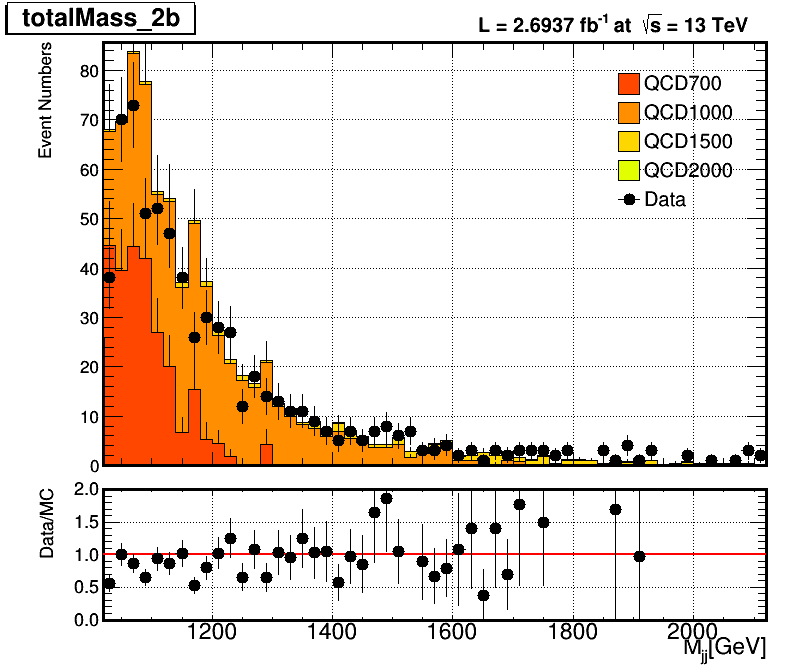 totalMass_2b
L = 2.6937 fb-1 at √s = 13 TeV
Event Numbers
80
70
60
50
40
30
20
10
0
QCD700
QCD1000
QCD1500
QCD2000
Data
Data/MC
2.0
1.5
1.0
0.5
0.0
1200 1400 1600 1800 2000
Mjj[GeV]